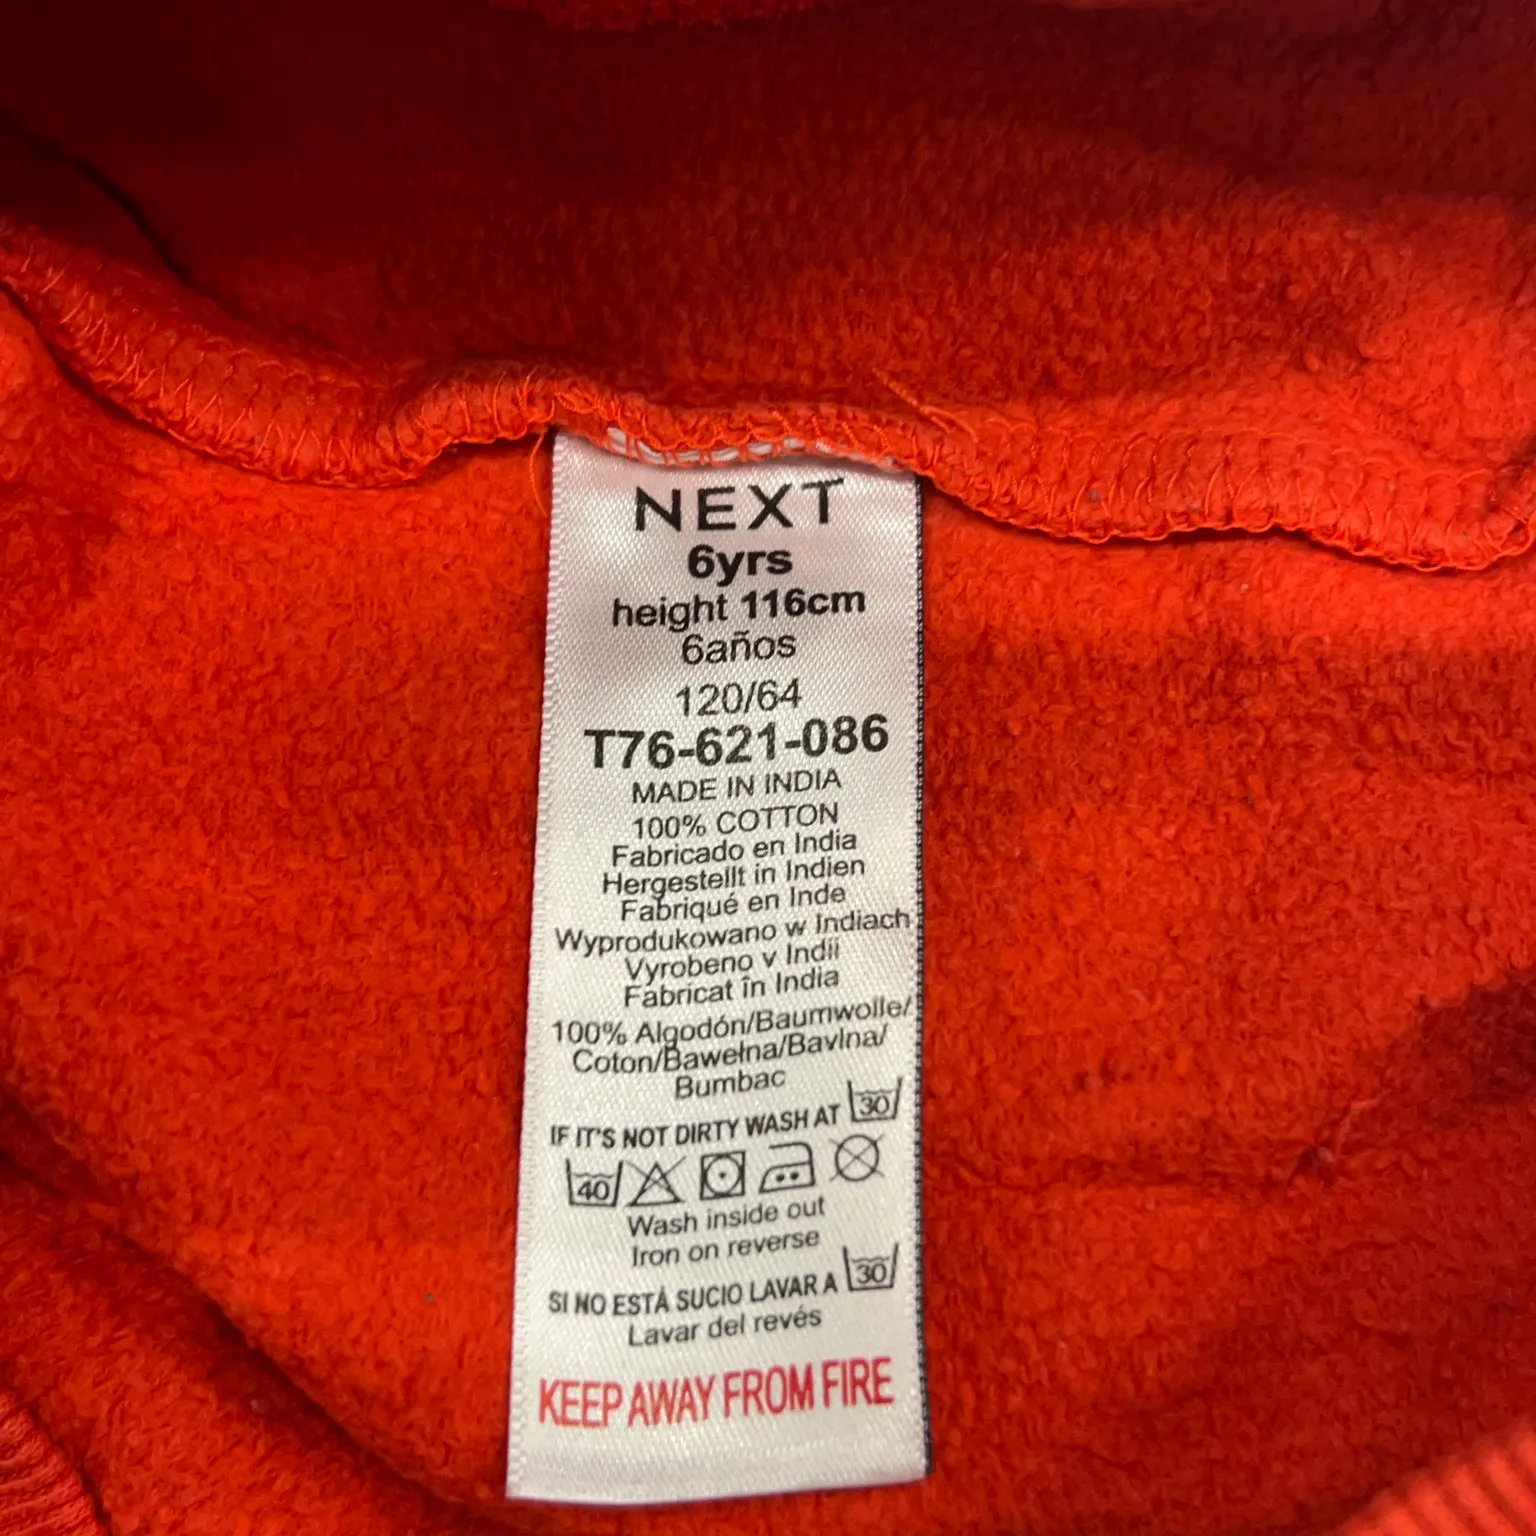 NEXT
6yrs
height 116cm
6años
120/64
T76-621-086
MADE IN INDIA
100% COTTON
Fabricado en India
Hergestellt in Indien
Fabriqué en Inde
Wyprodukowano w Indiach
Vyrobeno v Indii
Fabricat în India
100% Algodón/Baumwolle/
Coton/Bawełna/Bavlna/
Bumbac
IF IT'S NOT DIRTY WASH AT 30
40
Wash inside out
Iron on reverse
SI NO ESTÁ SUCIO LAVAR A 30
Lavar del revés
KEEP AWAY FROM FIRE